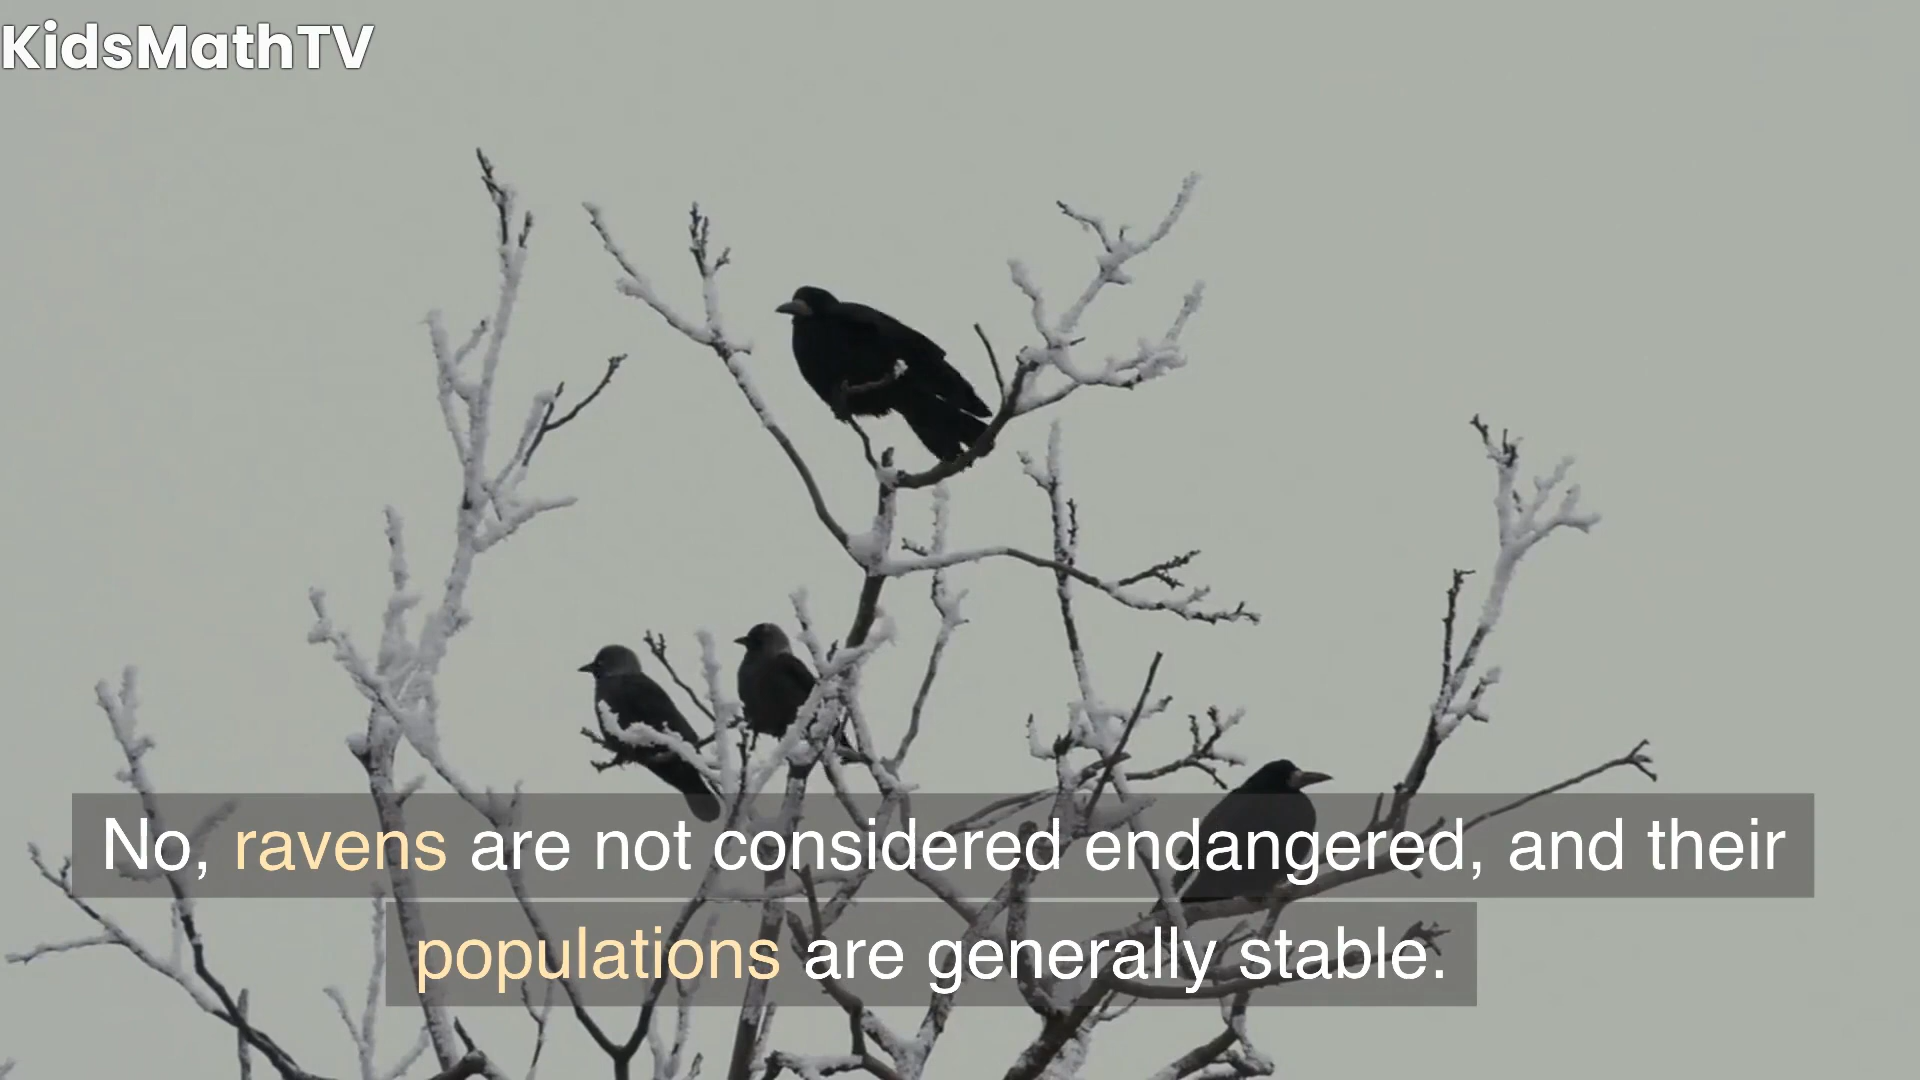 KidsMathTV
No, ravens are not considered endangered, and their
populations are generally stable.